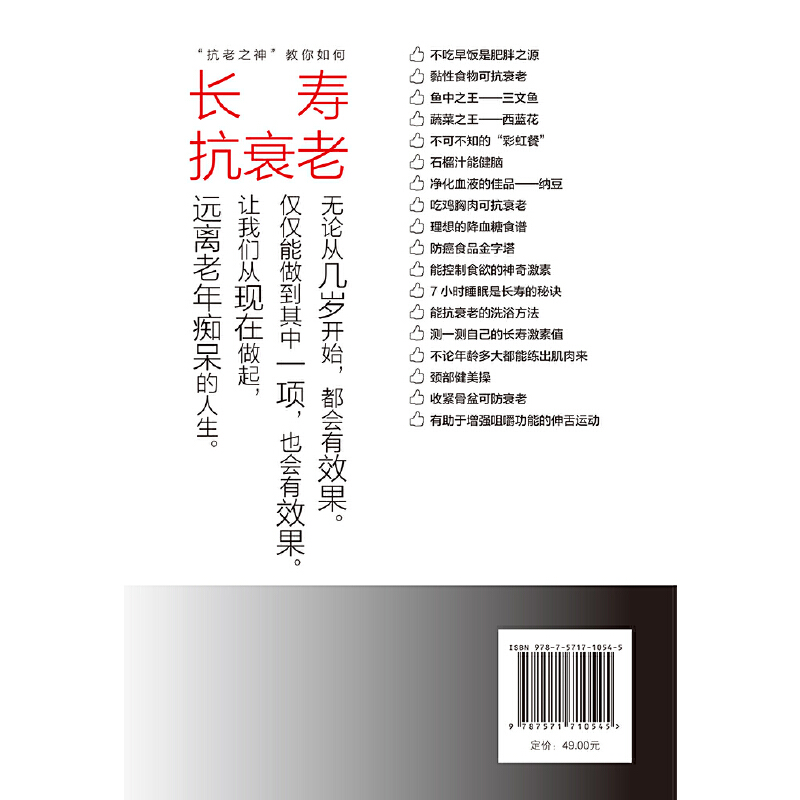 “抗老之神”教你如何
长寿
抗衰老
无论从几岁开始，都会有效果。
仅仅能做到其中一项，也会有效果。
让我们从现在做起，
远离老年痴呆的人生。
不吃早饭是肥胖之源
黏性食物可抗衰老
鱼中之王——三文鱼
蔬菜之王——西蓝花
不可不知的“彩虹餐”
石榴汁能健脑
净化血液的佳品——纳豆
吃鸡胸肉可抗衰老
理想的降血糖食谱
防癌食品金字塔
能控制食欲的神奇激素
7小时睡眠是长寿的秘诀
能抗衰老的洗浴方法
测一测自己的长寿激素值
不论年龄多大都能练出肌肉来
颈部健美操
收紧骨盆可防衰老
有助于增强咀嚼功能的伸舌运动
ISBN 978-7-5717-1054-5
9 787571 710545 >
定价：49.00元